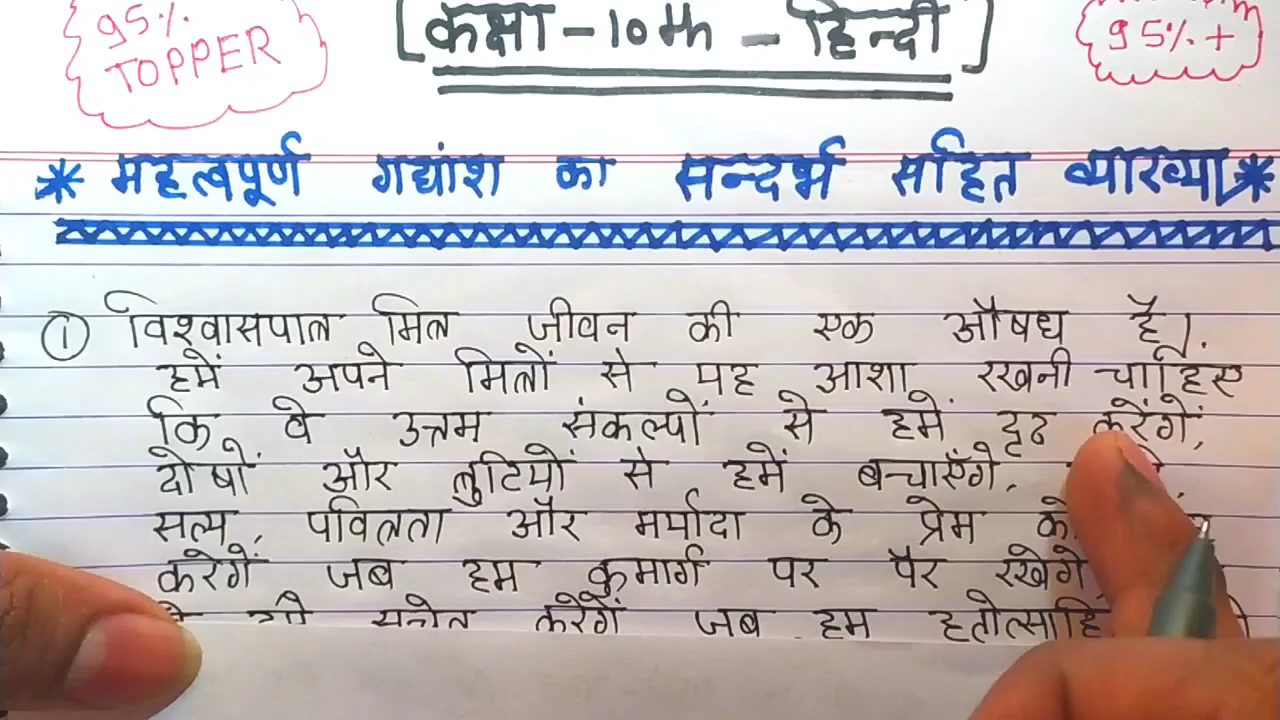 95%
TOPPER
[कक्षा - 10th - हिन्दी]
95% +
* महत्वपूर्ण गद्यांश का सन्दर्भ सहित व्याख्या *
① विश्वासपात्र मित्र जीवन की एक औषध है।
हमें अपने मित्रों से यह आशा रखनी चाहिए
कि वे उत्तम संकल्पों से हमें दृढ करेंगें,
दोषों और त्रुटियों से हमें बचाएँगे,
सत्य, पवित्रता और मर्यादा के प्रेम को
करेगें जब हम कुमार्ग पर पैर रखेगे
करेंगें जब हम